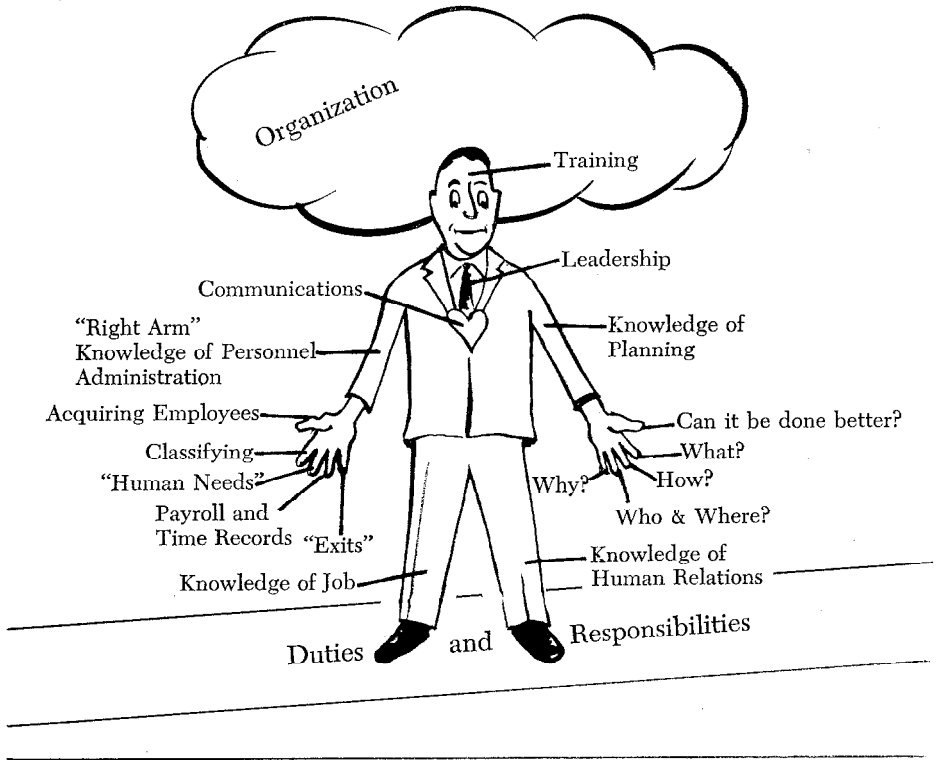 Organization
Training
Leadership
Communications
"Right Arm"
Knowledge of Personnel
Administration
Knowledge of
Planning
Acquiring Employees
Can it be done better?
Classifying
What?
"Human Needs"
Why?
How?
Payroll and
Time Records
"Exits"
Who & Where?
Knowledge of Job
Knowledge of
Human Relations
Duties and Responsibilities